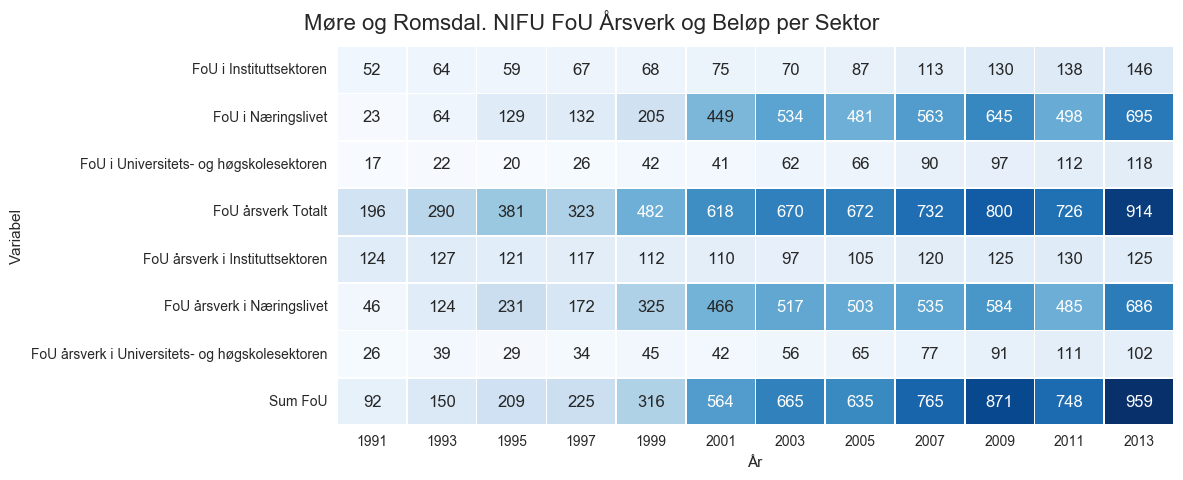 Møre og Romsdal. NIFU FoU Årsverk og Beløp per Sektor
Variabel
FoU i Instituttsektoren 52 64 59 67 68 75 70 87 113 130 138 146
FoU i Næringslivet 23 64 129 132 205 449 534 481 563 645 498 695
FoU i Universitets- og høgskolesektoren 17 22 20 26 42 41 62 66 90 97 112 118
FoU årsverk Totalt 196 290 381 323 482 618 670 672 732 800 726 914
FoU årsverk i Instituttsektoren 124 127 121 117 112 110 97 105 120 125 130 125
FoU årsverk i Næringslivet 46 124 231 172 325 466 517 503 535 584 485 686
FoU årsverk i Universitets- og høgskolesektoren 26 39 29 34 45 42 56 65 77 91 111 102
Sum FoU 92 150 209 225 316 564 665 635 765 871 748 959
1991 1993 1995 1997 1999 2001 2003 2005 2007 2009 2011 2013
År